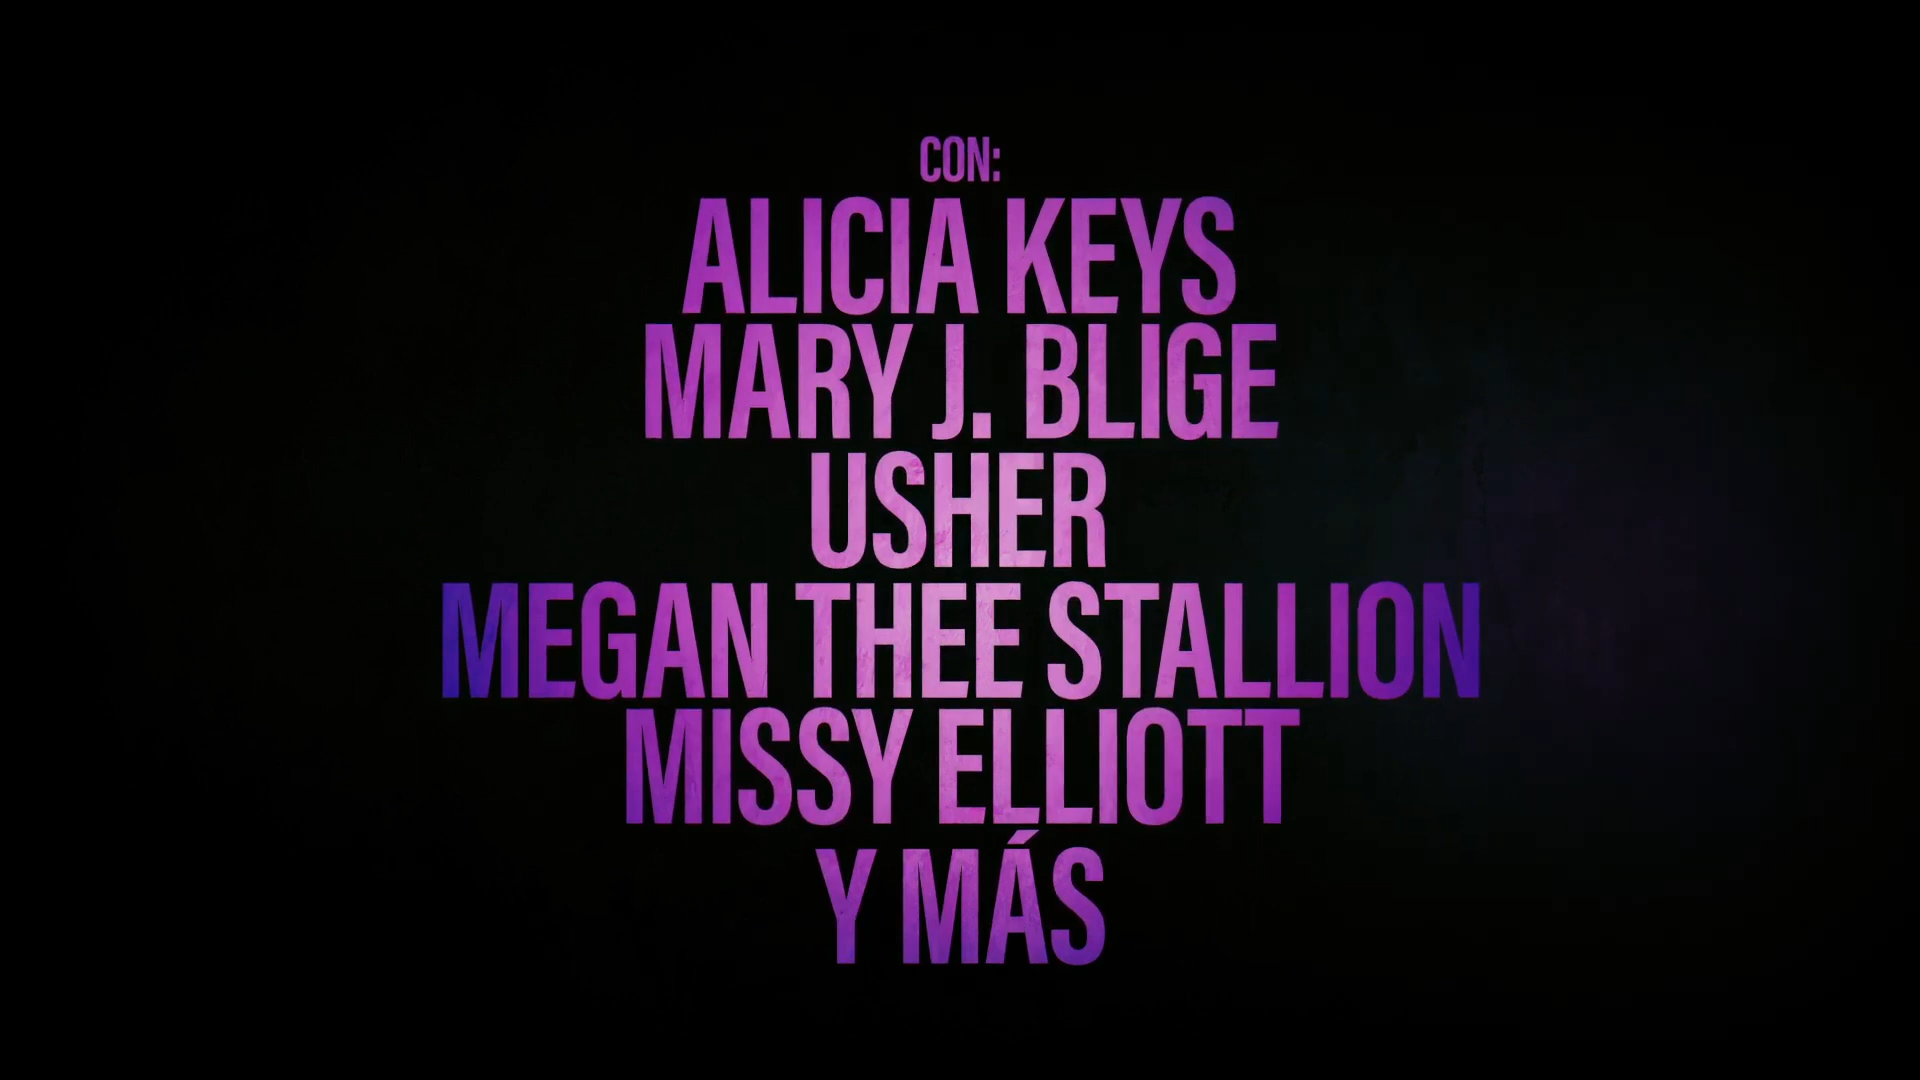 CON:
ALICIA KEYS
MARY J. BLIGE
USHER
MEGAN THEE STALLION
MISSY ELLIOTT
Y MÁS